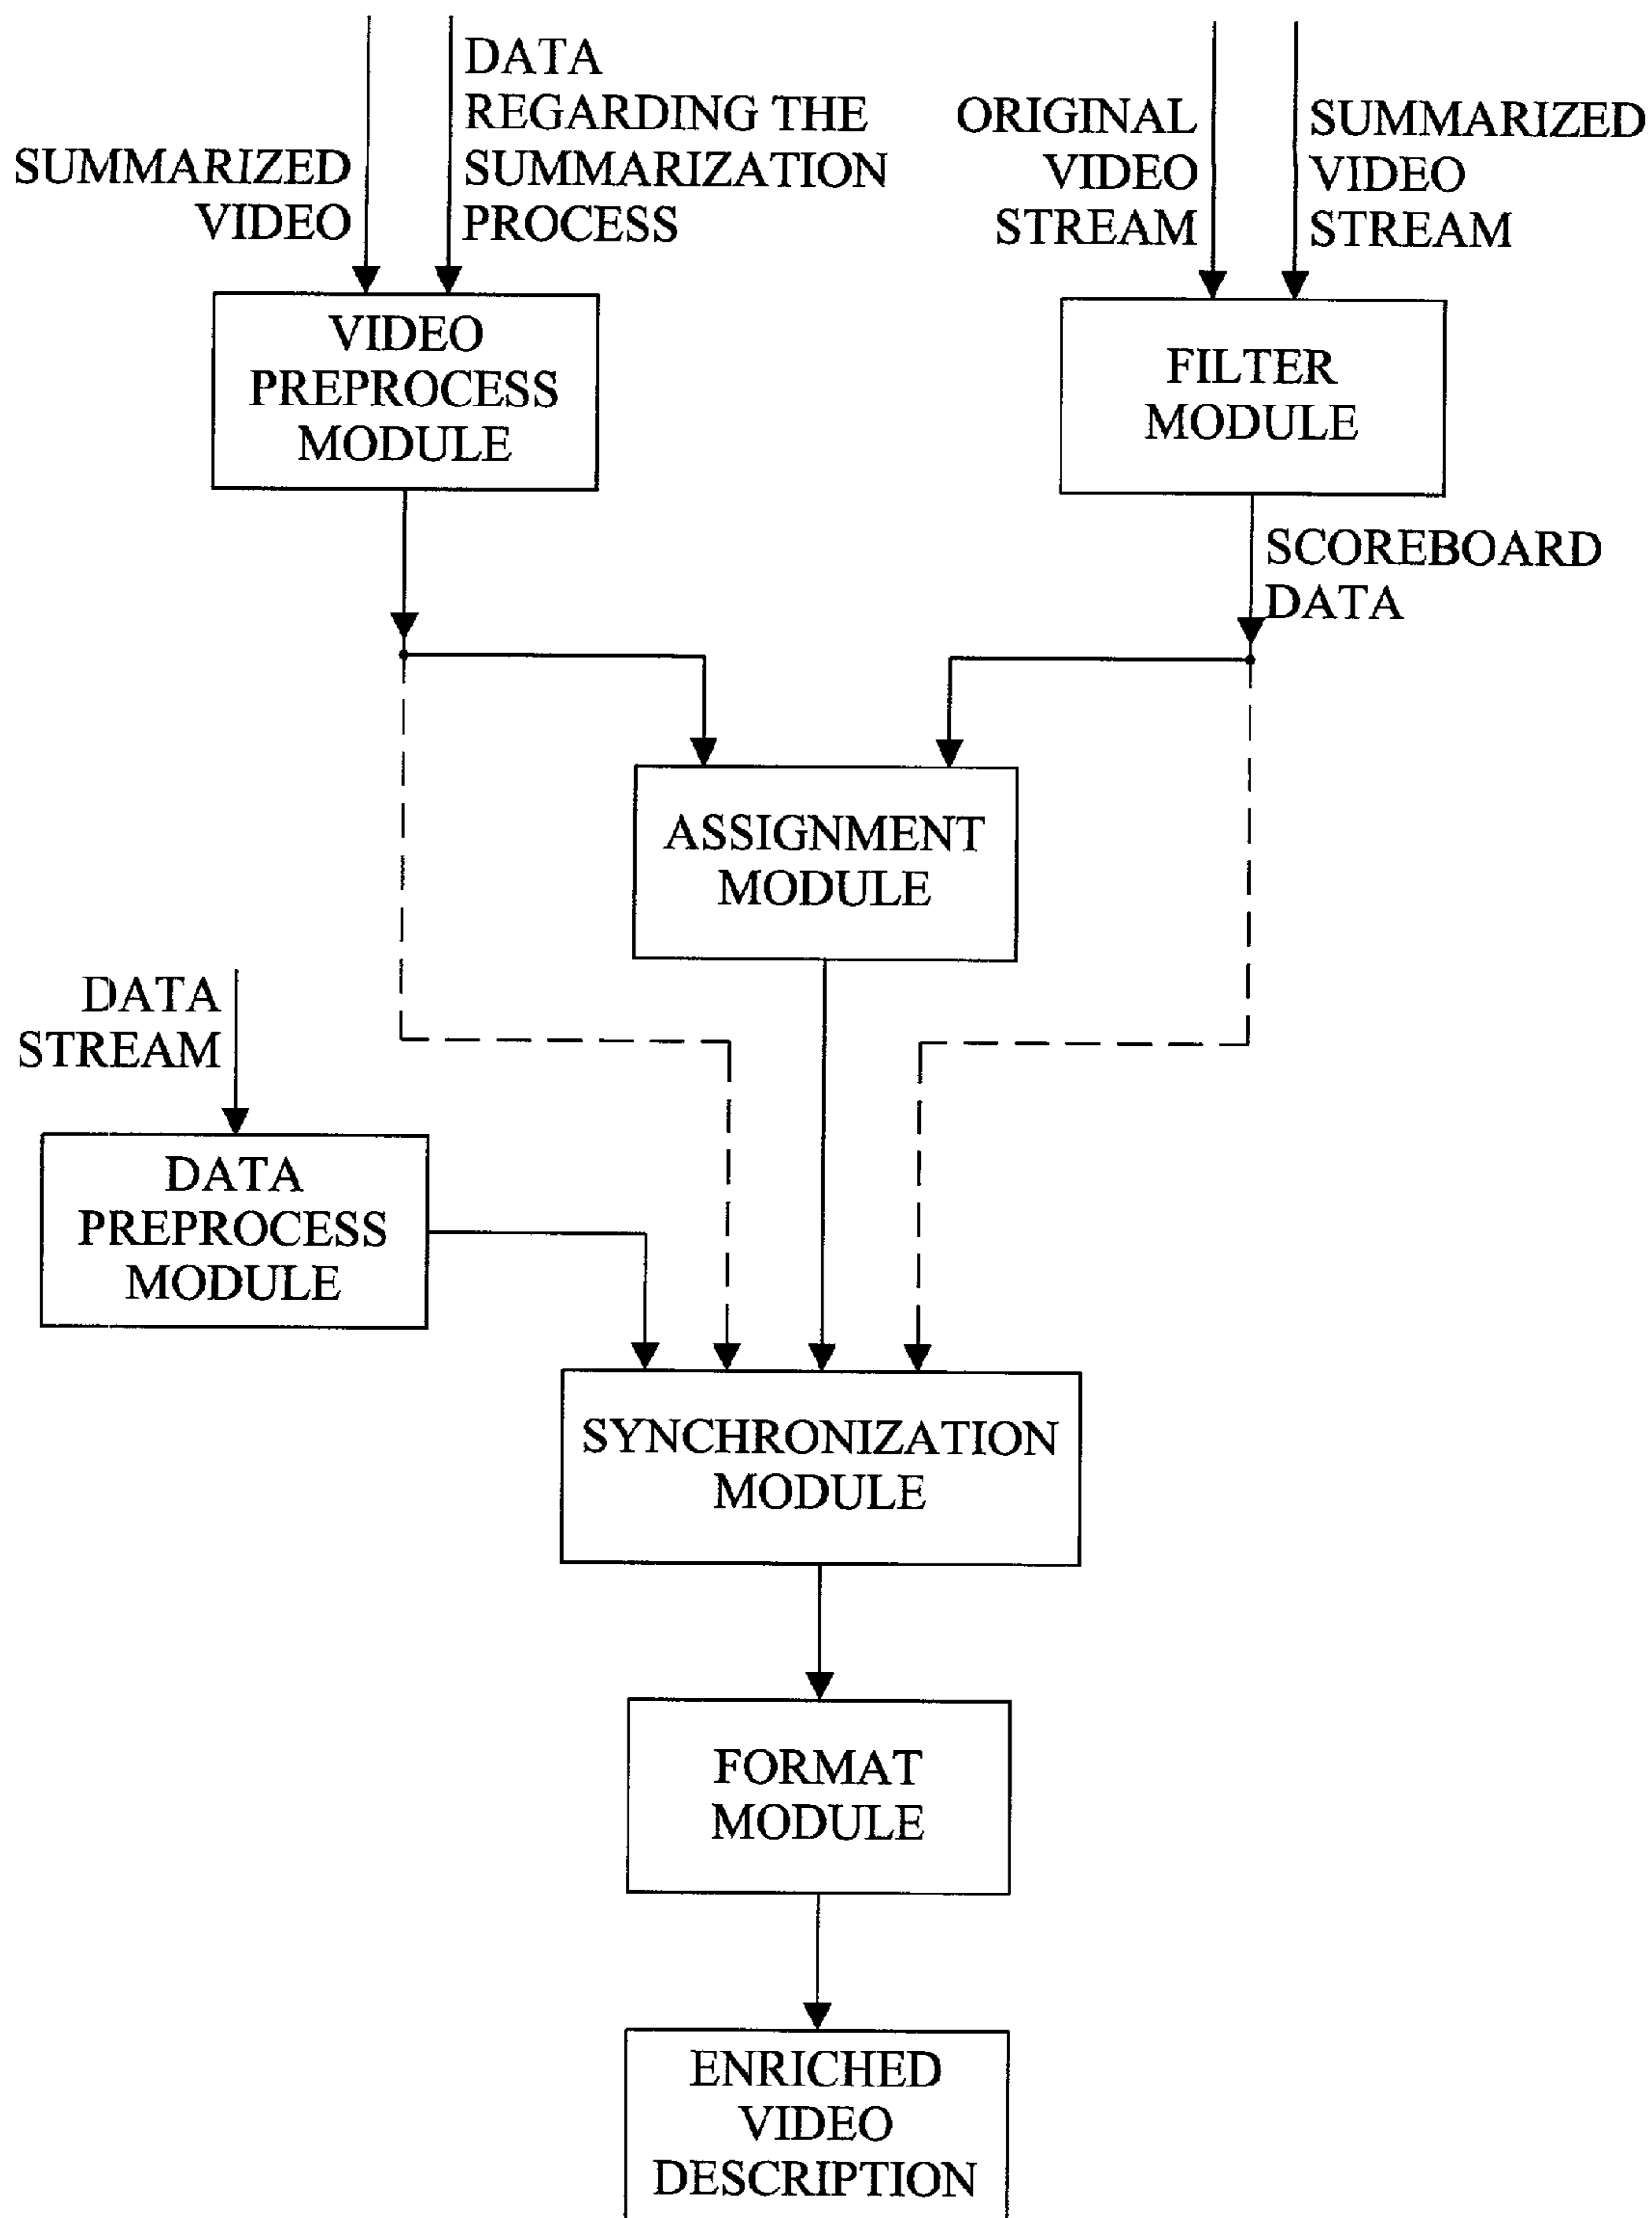 DATA
REGARDING THE
SUMMARIZATION
PROCESS
SUMMARIZED
VIDEO
ORIGINAL
VIDEO
STREAM
SUMMARIZED
VIDEO
STREAM
VIDEO
PREPROCESS
MODULE
FILTER
MODULE
SCOREBOARD
DATA
ASSIGNMENT
MODULE
DATA
STREAM
DATA
PREPROCESS
MODULE
SYNCHRONIZATION
MODULE
FORMAT
MODULE
ENRICHED
VIDEO
DESCRIPTION